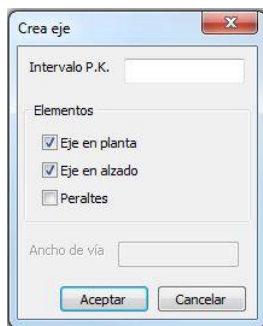 Crea eje
Intervalo P.K.
Elementos
Eje en planta
Eje en alzado
Peraltes
Ancho de vía
Aceptar Cancelar